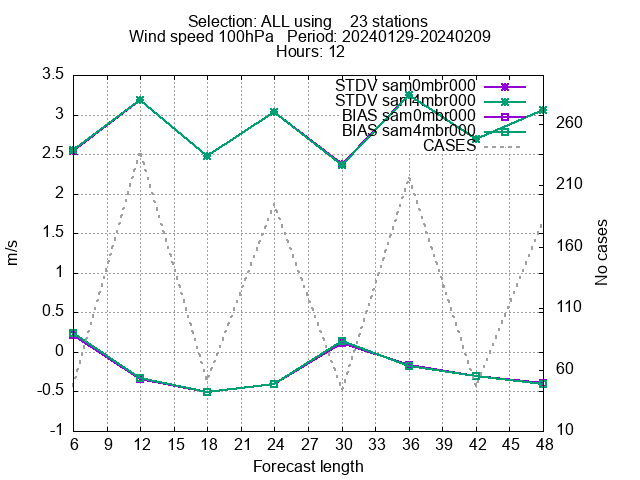 Selection: ALL using    23 stations
Wind speed 100hPa   Period: 20240129-20240209
Hours: 12
STDV sam0mbr000
STDV sam4mbr000
BIAS sam0mbr000
BIAS sam4mbr000
CASES
3.5
3
2.5
2
1.5
1
0.5
0
-0.5
-1
m/s
260
210
160
110
60
10
No cases
6 9 12 15 18 21 24 27 30 33 36 39 42 45 48
Forecast length